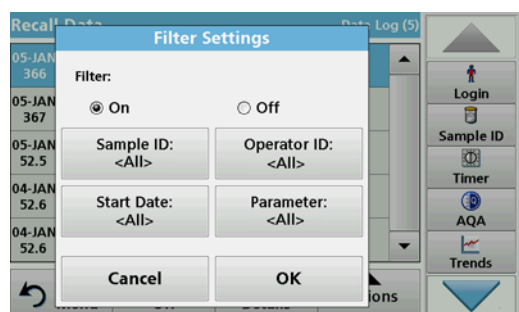 Recall Data
Data Log (5)
Filter Settings
05-JAN
366
05-JAN
367
05-JAN
52.5
04-JAN
52.6
04-JAN
52.6
Filter:
On
Off
Sample ID:
<All>
Operator ID:
<All>
Start Date:
<All>
Parameter:
<All>
Cancel
OK
Menu
Details
ions
Login
Sample ID
Timer
AQA
Trends